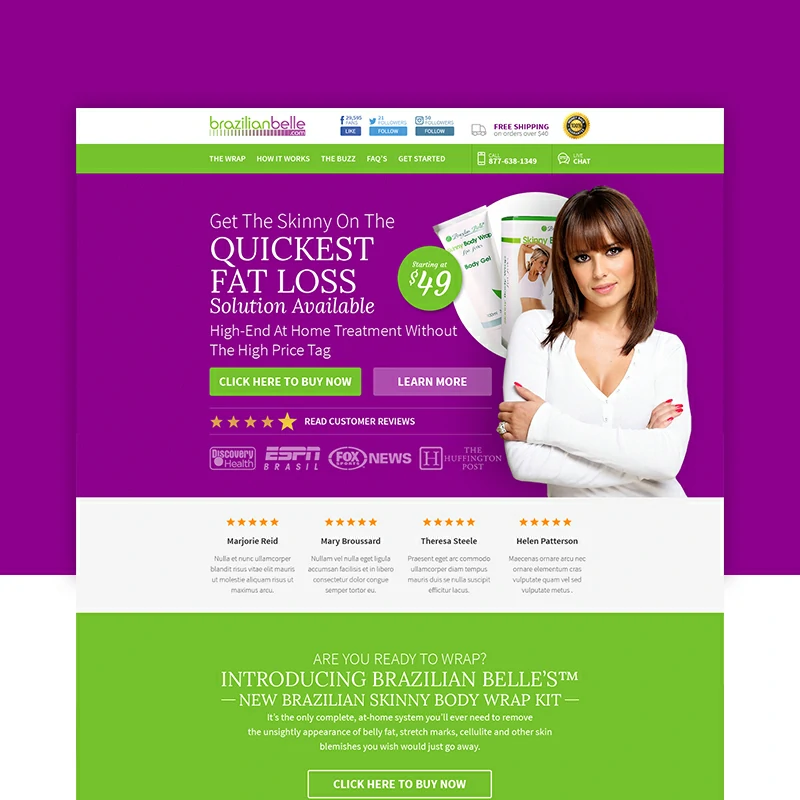 brazilianbelle
.com
29,595
FANS
LIKE
21
FOLLOWERS
FOLLOW
50
FOLLOWERS
FOLLOW
FREE SHIPPING
on orders over $40
100%
THE WRAP HOW IT WORKS THE BUZZ FAQ'S GET STARTED
CALL
877-638-1349
LIVE
CHAT
Get The Skinny On The
QUICKEST
FAT LOSS
Solution Available
Starting at
$49
Brazilian Belle
Skinny Body Wrap
Body Gel
Skinny
High-End At Home Treatment Without
The High Price Tag
CLICK HERE TO BUY NOW
LEARN MORE
READ CUSTOMER REVIEWS
Discovery
Health
ESPN
BRASIL
FOX
SPORTS
NEWS
H
THE
HUFFINGTON
POST
Marjorie Reid
Nulla et nunc ullamcorper
blandit risus vitae elit mauris
ut molestie aliquam risus ut
maximus arcu.
Mary Broussard
Nullam vel nulla eget ligula
accumsan facilisis et in libero
consectetur dolor congue
semper tortor eu.
Theresa Steele
Praesent eget arc commodo
ullamcorper diam tempus
mauris duis se nulla suscipit
efficitur lacus.
Helen Patterson
Maecenas ornare arcu nec
ornare elementum cras
vulputate quam vel sed
vulputate metus .
ARE YOU READY TO WRAP?
INTRODUCING BRAZILIAN BELLE'S™
— NEW BRAZILIAN SKINNY BODY WRAP KIT —
It's the only complete, at-home system you'll ever need to remove
the unsightly appearance of belly fat, stretch marks, cellulite and other skin
blemishes you wish would just go away.
CLICK HERE TO BUY NOW